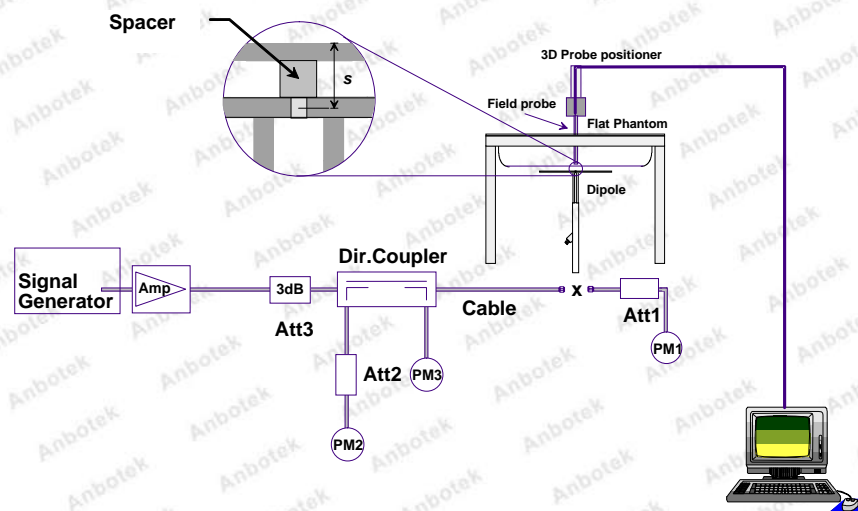 Spacer
s
3D Probe positioner
Field probe
Flat Phantom
Dipole
Signal
Generator
Amp
3dB
Att3
Dir.Coupler
Cable
x
Att1
PM1
Att2
PM3
PM2
Anbotek